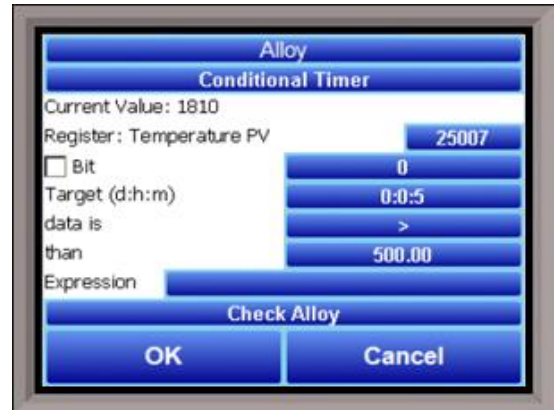 Alloy
Conditional Timer
Current Value: 1810
Register: Temperature PV 25007
Bit 0
Target (d:h:m) 0:0:5
data is >
than 500.00
Expression
Check Alloy
OK Cancel